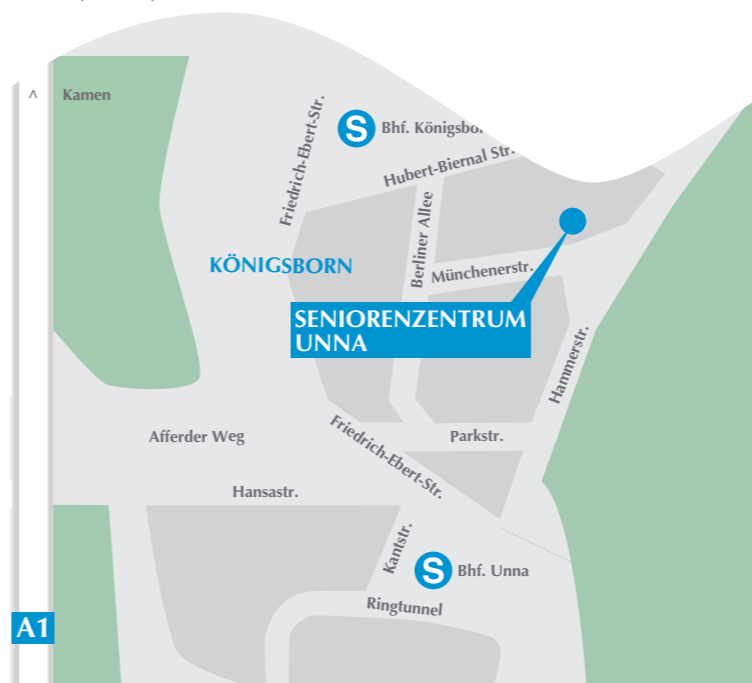 ^ Kamen
Friedrich-Ebert-Str.
S Bhf. Königsbo
Hubert-Biernal Str.
Berliner Allee
KÖNIGSBORN
Münchenerstr.
SENIORENZENTRUM
UNNA
Hammerstr.
Friedrich-Ebert-Str.
Afferder Weg
Parkstr.
Hansastr.
Kantstr.
S Bhf. Unna
Ringtunnel
A1